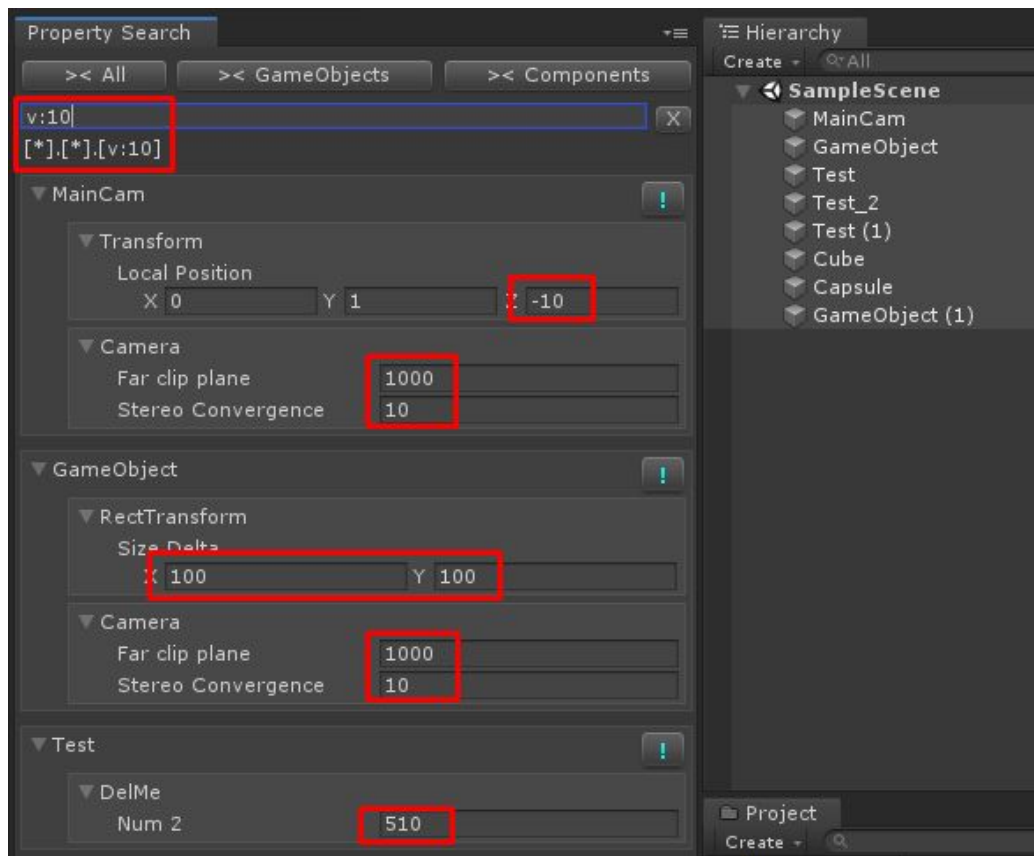 Property Search
>< All
>< GameObjects
>< Components
v:10
X
[*].[*].[v:10]
MainCam
!
Transform
Local Position
X 0 Y 1 Z -10
Camera
Far clip plane 1000
Stereo Convergence 10
GameObject
!
RectTransform
Size Delta
X 100 Y 100
Camera
Far clip plane 1000
Stereo Convergence 10
Test
!
DelMe
Num 2 510
Hierarchy
Create
All
SampleScene
MainCam
GameObject
Test
Test_2
Test (1)
Cube
Capsule
GameObject (1)
Project
Create